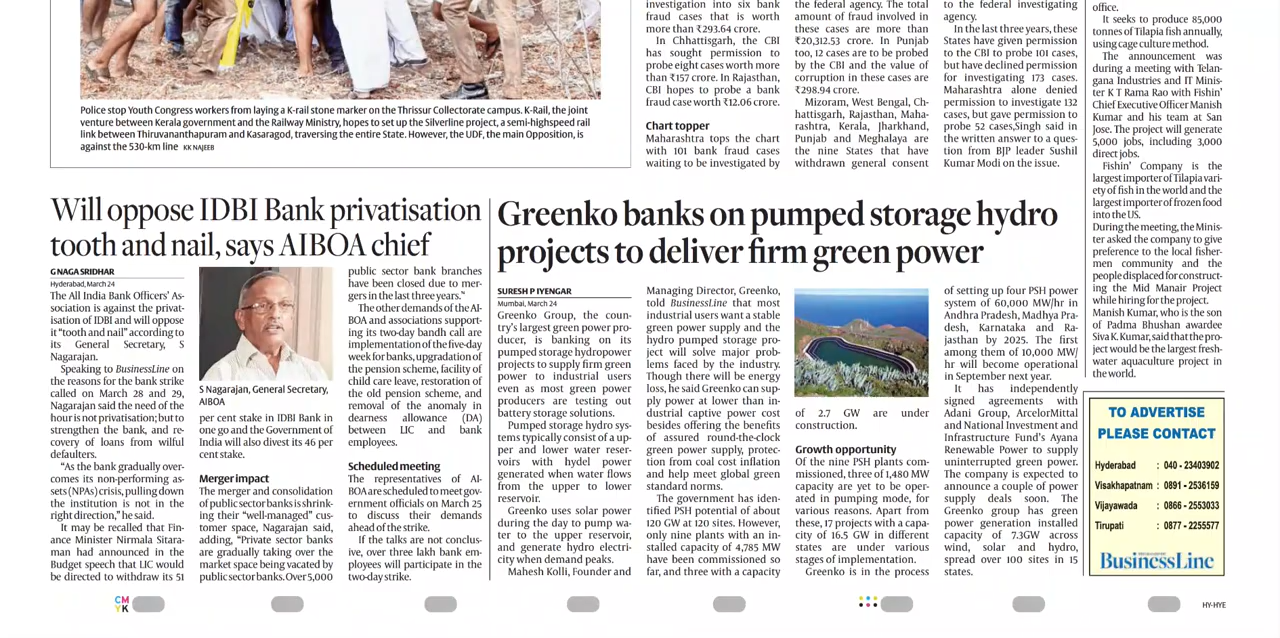 Police stop Youth Congress workers from laying a K-rail stone marker on the Thrissur Collectorate campus. K-Rail, the joint
venture between Kerala government and the Railway Ministry, hopes to set up the Silverline project, a semi-highspeed rail
link between Thiruvananthapuram and Kasaragod, traversing the entire State. However, the UDF, the main Opposition, is
against the 530-km line KK NAJEEB
investigation into six bank
fraud cases that is worth
more than ₹293.64 crore.
In Chhattisgarh, the CBI
has sought permission to
probe eight cases worth more
than ₹157 crore. In Rajasthan,
CBI hopes to probe a bank
fraud case worth ₹12.06 crore.
Chart topper
Maharashtra tops the chart
with 101 bank fraud cases
waiting to be investigated by
the federal agency. The total
amount of fraud involved in
these cases are more than
₹20,312.53 crore. In Punjab
too, 12 cases are to be probed
by the CBI and the value of
corruption in these cases are
₹298.94 crore.
Mizoram, West Bengal, Ch-
hattisgarh, Rajasthan, Maha-
rashtra, Kerala, Jharkhand,
Punjab and Meghalaya are
the nine States that have
withdrawn general consent
to the federal investigating
agency.
In the last three years, these
States have given permission
to the CBI to probe 101 cases,
but have declined permission
for investigating 173 cases.
Maharashtra alone denied
permission to investigate 132
cases, but gave permission to
probe 52 cases,Singh said in
the written answer to a ques-
tion from BJP leader Sushil
Kumar Modi on the issue.
office.
It seeks to produce 85,000
tonnes of Tilapia fish annually,
using cage culture method.
The announcement was
during a meeting with Telan-
gana Industries and IT Minis-
ter K T Rama Rao with Fishin'
Chief Executive Officer Manish
Kumar and his team at San
Jose. The project will generate
5,000 jobs, including 3,000
direct jobs.
Fishin' Company is the
largest importer of Tilapia vari-
ety of fish in the world and the
largest importer of frozen food
into the US.
During the meeting, the Minis-
ter asked the company to give
preference to the local fisher-
men community and the
people displaced for construct-
ing the Mid Manair Project
while hiring for the project.
Manish Kumar, who is the son
of Padma Bhushan awardee
Siva K. Kumar, said that the pro-
ject would be the largest fresh-
water aquaculture project in
the world.
Will oppose IDBI Bank privatisation
tooth and nail, says AIBOA chief
G NAGA SRIDHAR
Hyderabad, March 24
The All India Bank Officers' As-
sociation is against the privat-
isation of IDBI and will oppose
it "tooth and nail" according to
its General Secretary, S
Nagarajan.
Speaking to BusinessLine on
the reasons for the bank strike
called on March 28 and 29,
Nagarajan said the need of the
hour is not privatisation; but to
strengthen the bank, and re-
covery of loans from wilful
defaulters.
"As the bank gradually over-
comes its non-performing as-
sets (NPAs) crisis, pulling down
the institution is not in the
right direction," he said.
It may be recalled that Fin-
ance Minister Nirmala Sitara-
man had announced in the
Budget speech that LIC would
be directed to withdraw its 51
S Nagarajan, General Secretary,
AIBOA
per cent stake in IDBI Bank in
one go and the Government of
India will also divest its 46 per
cent stake.
Merger impact
The merger and consolidation
of public sector banks is shrink-
ing their "well-managed" cus-
tomer space, Nagarajan said,
adding, "Private sector banks
are gradually taking over the
market space being vacated by
public sector banks. Over 5,000
public sector bank branches
have been closed due to mer-
gers in the last three years."
The other demands of the AI-
BOA and associations support-
ing its two-day bandh call are
implementation of the five-day
week for banks, upgradation of
the pension scheme, facility of
child care leave, restoration of
the old pension scheme, and
removal of the anomaly in
dearness allowance (DA)
between LIC and bank
employees.
Scheduled meeting
The representatives of AI-
BOA are scheduled to meet gov-
ernment officials on March 25
to discuss their demands
ahead of the strike.
If the talks are not conclus-
ive, over three lakh bank em-
ployees will participate in the
two-day strike.
Greenko banks on pumped storage hydro
projects to deliver firm green power
SURESH P IYENGAR
Mumbai, March 24
Greenko Group, the coun-
try's largest green power pro-
ducer, is banking on its
pumped storage hydropower
projects to supply firm green
power to industrial users
even as most green power
producers are testing out
battery storage solutions.
Pumped storage hydro sys-
tems typically consist of a up-
per and lower water reser-
voirs with hydel power
generated when water flows
from the upper to lower
reservoir.
Greenko uses solar power
during the day to pump wa-
ter to the upper reservoir,
and generate hydro electri-
city when demand peaks.
Mahesh Kolli, Founder and
Managing Director, Greenko,
told BusinessLine that most
industrial users want a stable
green power supply and the
hydro pumped storage pro-
ject will solve major prob-
lems faced by the industry.
Though there will be energy
loss, he said Greenko can sup-
ply power at lower than in-
dustrial captive power cost
besides offering the benefits
of assured round-the-clock
green power supply, protec-
tion from coal cost inflation
and help meet global green
standard norms.
The government has iden-
tified PSH potential of about
120 GW at 120 sites. However,
only nine plants with an in-
stalled capacity of 4,785 MW
have been commissioned so
far, and three with a capacity
of 2.7 GW are under
construction.
Growth opportunity
Of the nine PSH plants com-
missioned, three of 1,480 MW
capacity are yet to be oper-
ated in pumping mode, for
various reasons. Apart from
these, 17 projects with a capa-
city of 16.5 GW in different
states are under various
stages of implementation.
Greenko is in the process
of setting up four PSH power
system of 60,000 MW/hr in
Andhra Pradesh, Madhya Pra-
desh, Karnataka and Ra-
jasthan by 2025. The first
among them of 10,000 MW/
hr will become operational
in September next year.
It has independently
signed agreements with
Adani Group, ArcelorMittal
and National Investment and
Infrastructure Fund's Ayana
Renewable Power to supply
uninterrupted green power.
The company is expected to
announce a couple of power
supply deals soon. The
Greenko group has green
power generation installed
capacity of 7.3GW across
wind, solar and hydro,
spread over 100 sites in 15
states.
TO ADVERTISE
PLEASE CONTACT
Hyderabad : 040 - 23403902
Visakhapatnam : 0891 - 2536159
Vijayawada : 0866 - 2553033
Tirupati : 0877 - 2255577
BusinessLine
CM
YK
HY-HYE